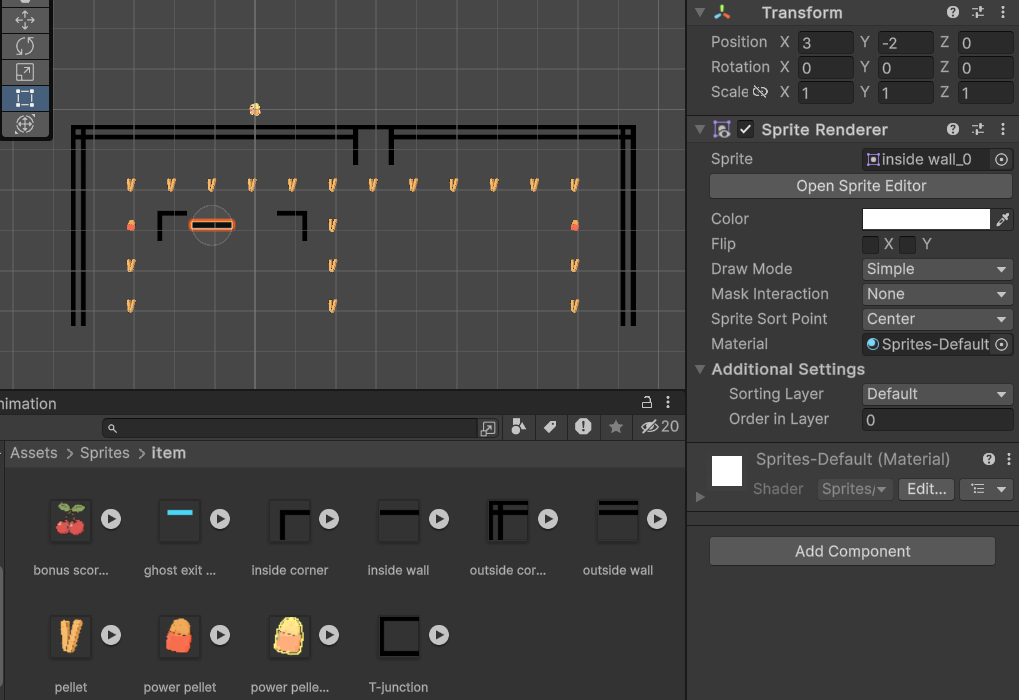 Transform
Position X 3 Y -2 Z 0
Rotation X 0 Y 0 Z 0
Scale X 1 Y 1 Z 1
Sprite Renderer
Sprite inside wall_0
Open Sprite Editor
Color
Flip X Y
Draw Mode Simple
Mask Interaction None
Sprite Sort Point Center
Material Sprites-Default
Additional Settings
Sorting Layer Default
Order in Layer 0
Sprites-Default (Material)
Shader Sprites/ Edit...
Add Component
nimation
20
Assets > Sprites > item
bonus scor... ghost exit ... inside corner inside wall outside cor... outside wall
pellet power pellet power pelle... T-junction